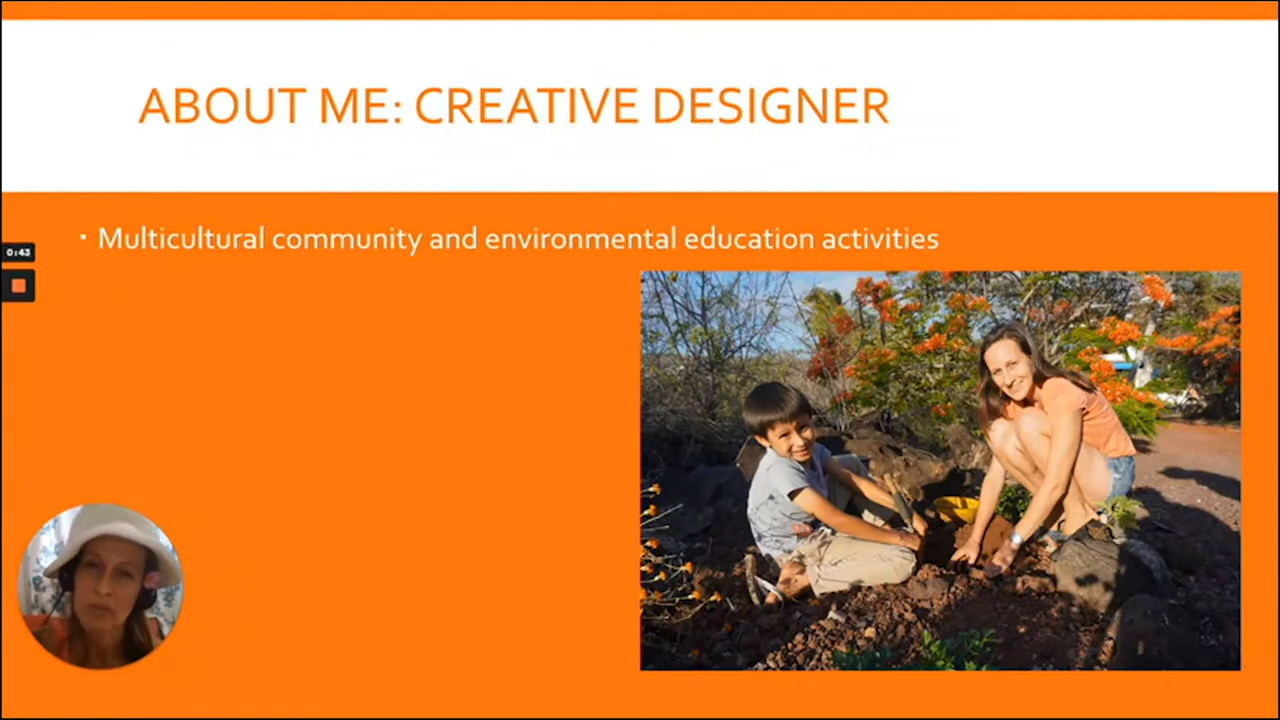 ABOUT ME: CREATIVE DESIGNER
▪ Multicultural community and environmental education activities
0:43